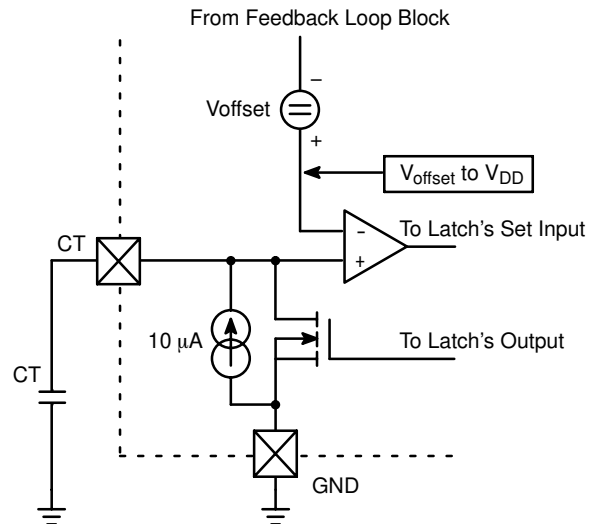 From Feedback Loop Block
−
Voffset
+
Voffset to VDD
To Latch's Set Input
−
CT
+
10 μA
To Latch's Output
CT
GND